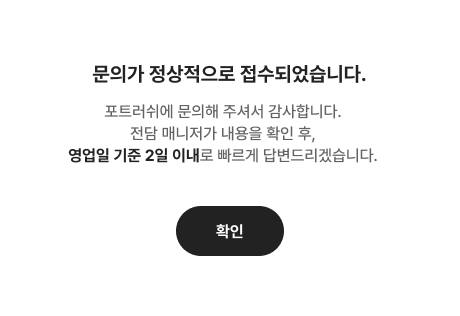 문의가 정상적으로 접수되었습니다.
포트러쉬에 문의해 주셔서 감사합니다.
전담 매니저가 내용을 확인 후,
영업일 기준 2일 이내로 빠르게 답변드리겠습니다.
확인